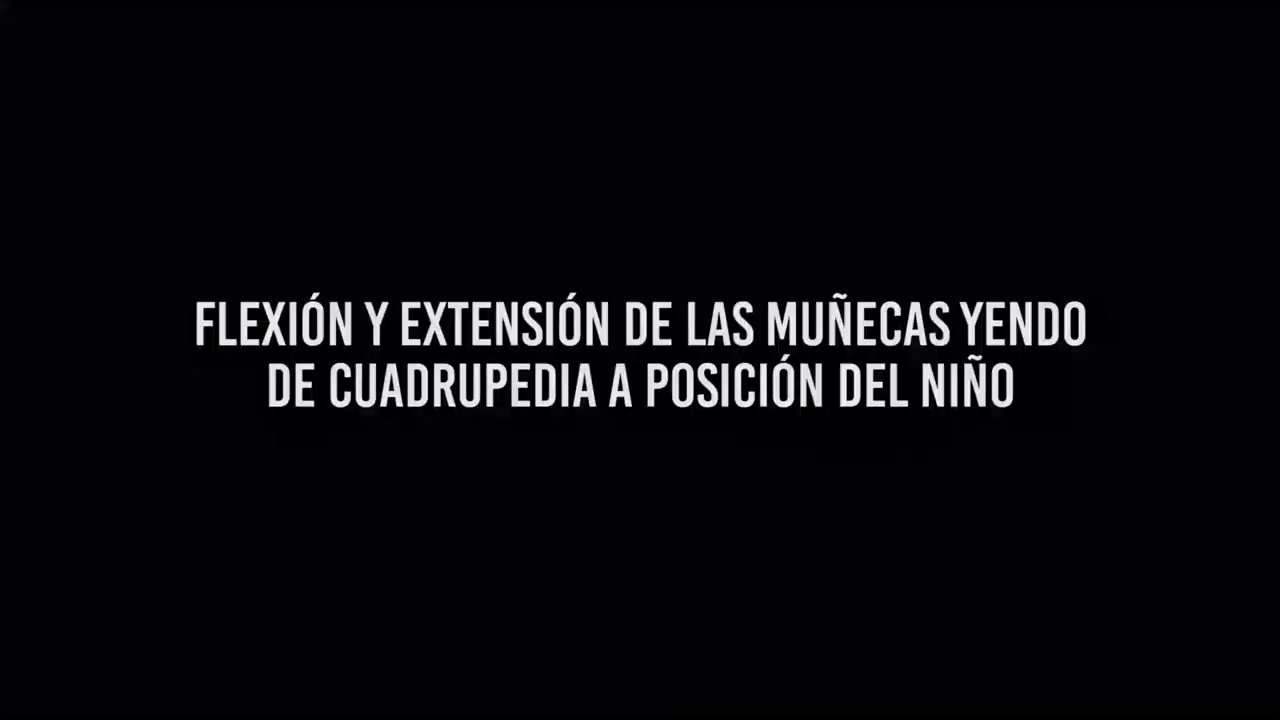 FLEXIÓN Y EXTENSIÓN DE LAS MUÑECAS YENDO
DE CUADRUPEDIA A POSICIÓN DEL NIÑO